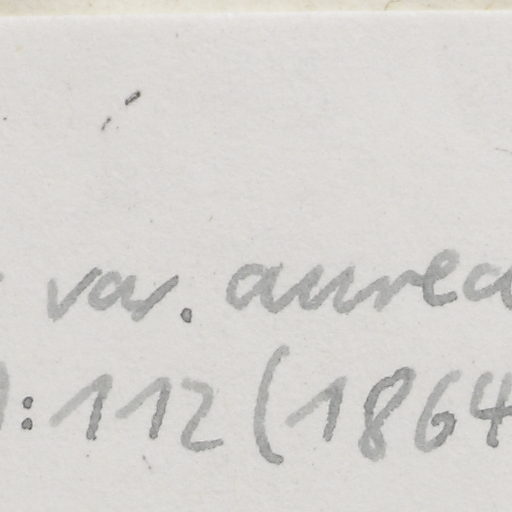 var. aurea
): 112 (1864